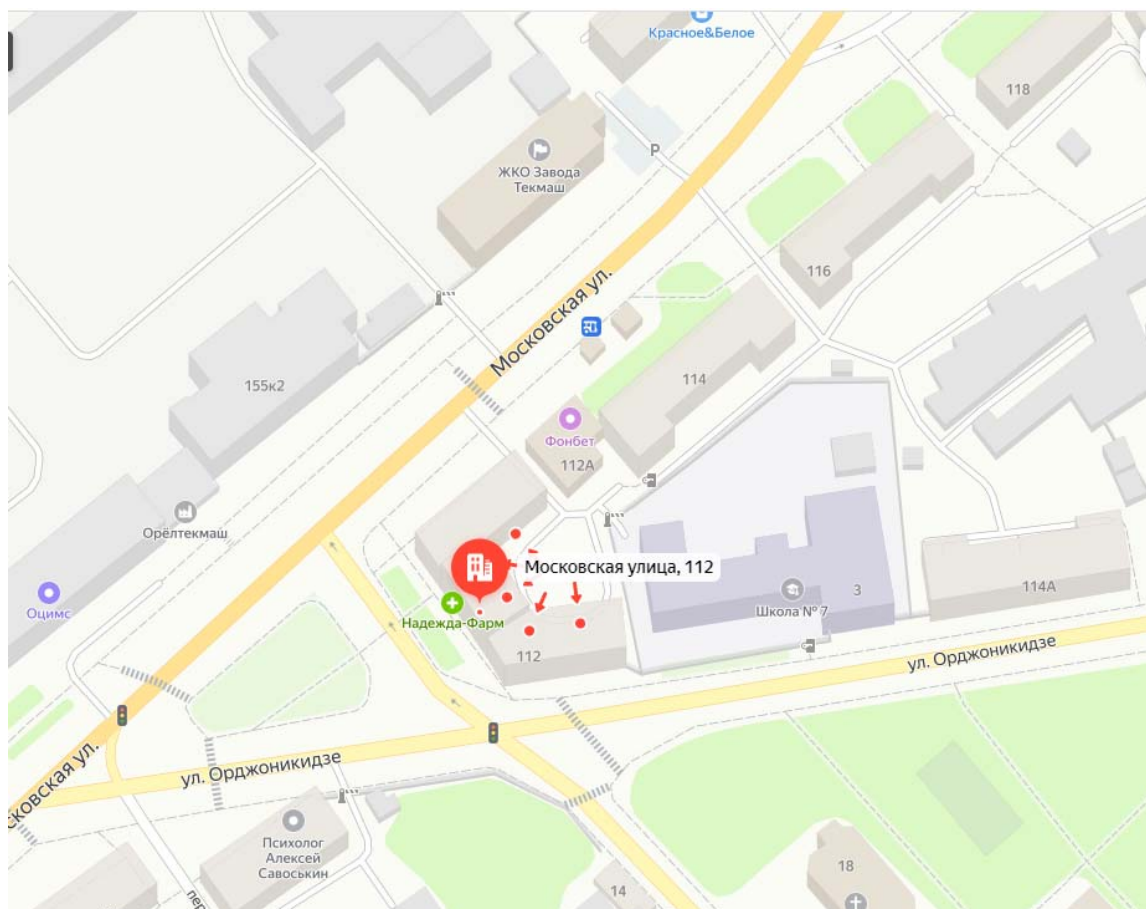 Красное&Белое
118
P
ЖКО Завода
Текмаш
116
Московская ул.
155к2
114
Фонбет
112А
Орёлтекмаш
Московская улица, 112
Оцимс
Надежда-Фарм
Школа № 7
3
114А
112
ул. Орджоникидзе
сковская ул.
ул. Орджоникидзе
Психолог
Алексей
Савоськин
пер
14
18